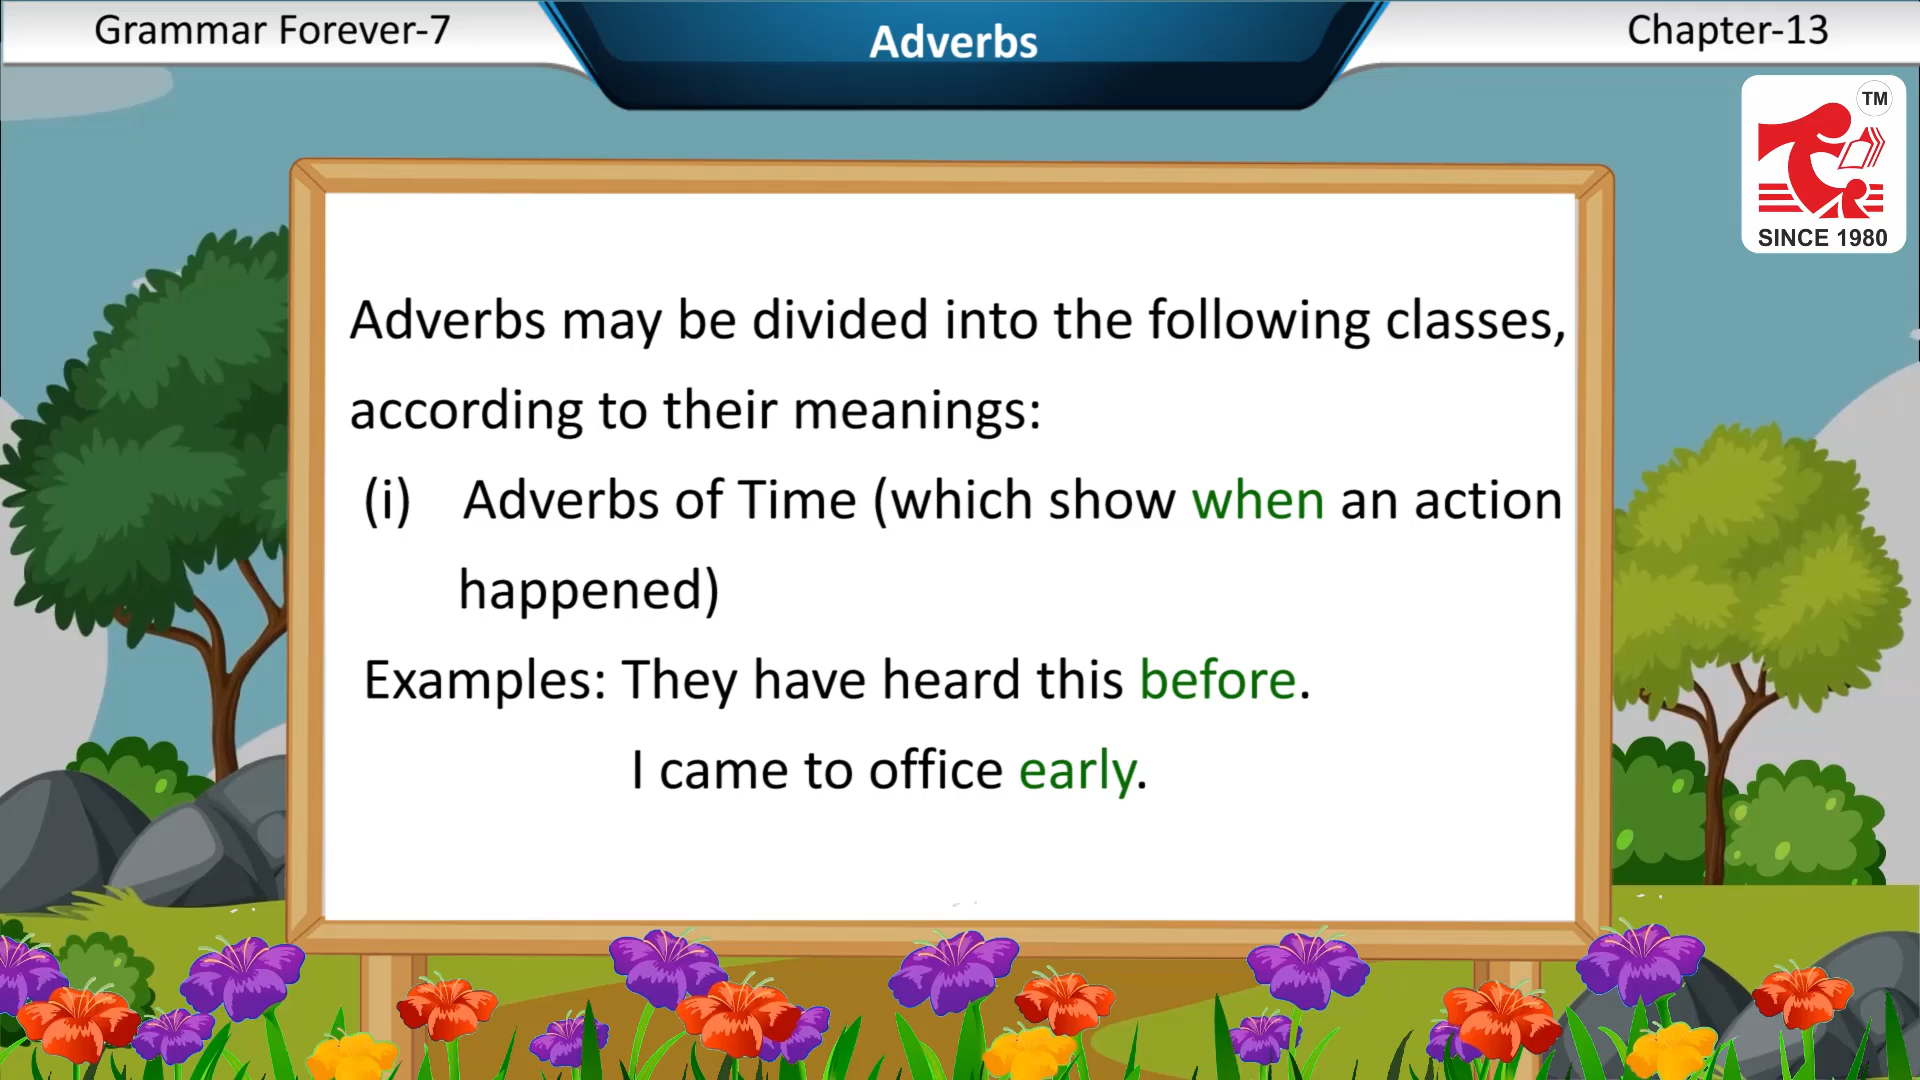 Grammar Forever-7
Adverbs
Chapter-13
TM
SINCE 1980
Adverbs may be divided into the following classes,
according to their meanings:
(i) Adverbs of Time (which show when an action
happened)
Examples: They have heard this before.
I came to office early.